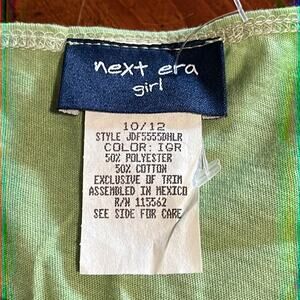 next era
girl
10/12
STYLE JDF5555DHLR
COLOR: IGR
50% POLYESTER
50% COTTON
EXCLUSIVE OF TRIM
ASSEMBLED IN MEXICO
R/N 115562
SEE SIDE FOR CARE